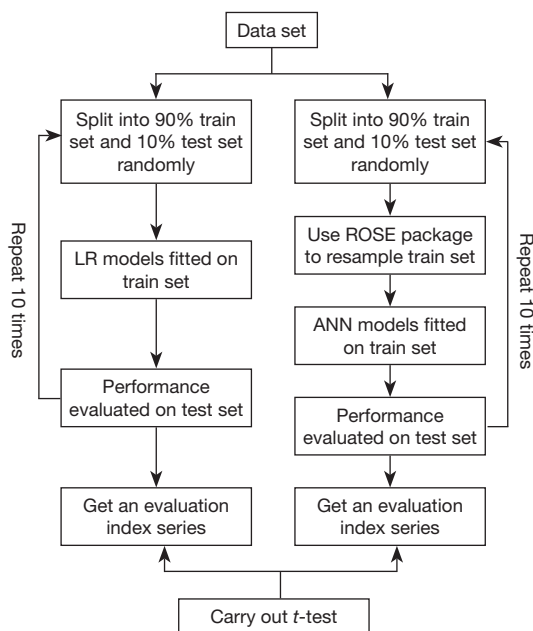 Data set
Split into 90% train
set and 10% test set
randomly
LR models fitted on
train set
Performance
evaluated on test set
Get an evaluation
index series
Repeat 10 times
Split into 90% train
set and 10% test set
randomly
Use ROSE package
to resample train set
ANN models fitted
on train set
Performance
evaluated on test set
Get an evaluation
index series
Repeat 10 times
Carry out t-test